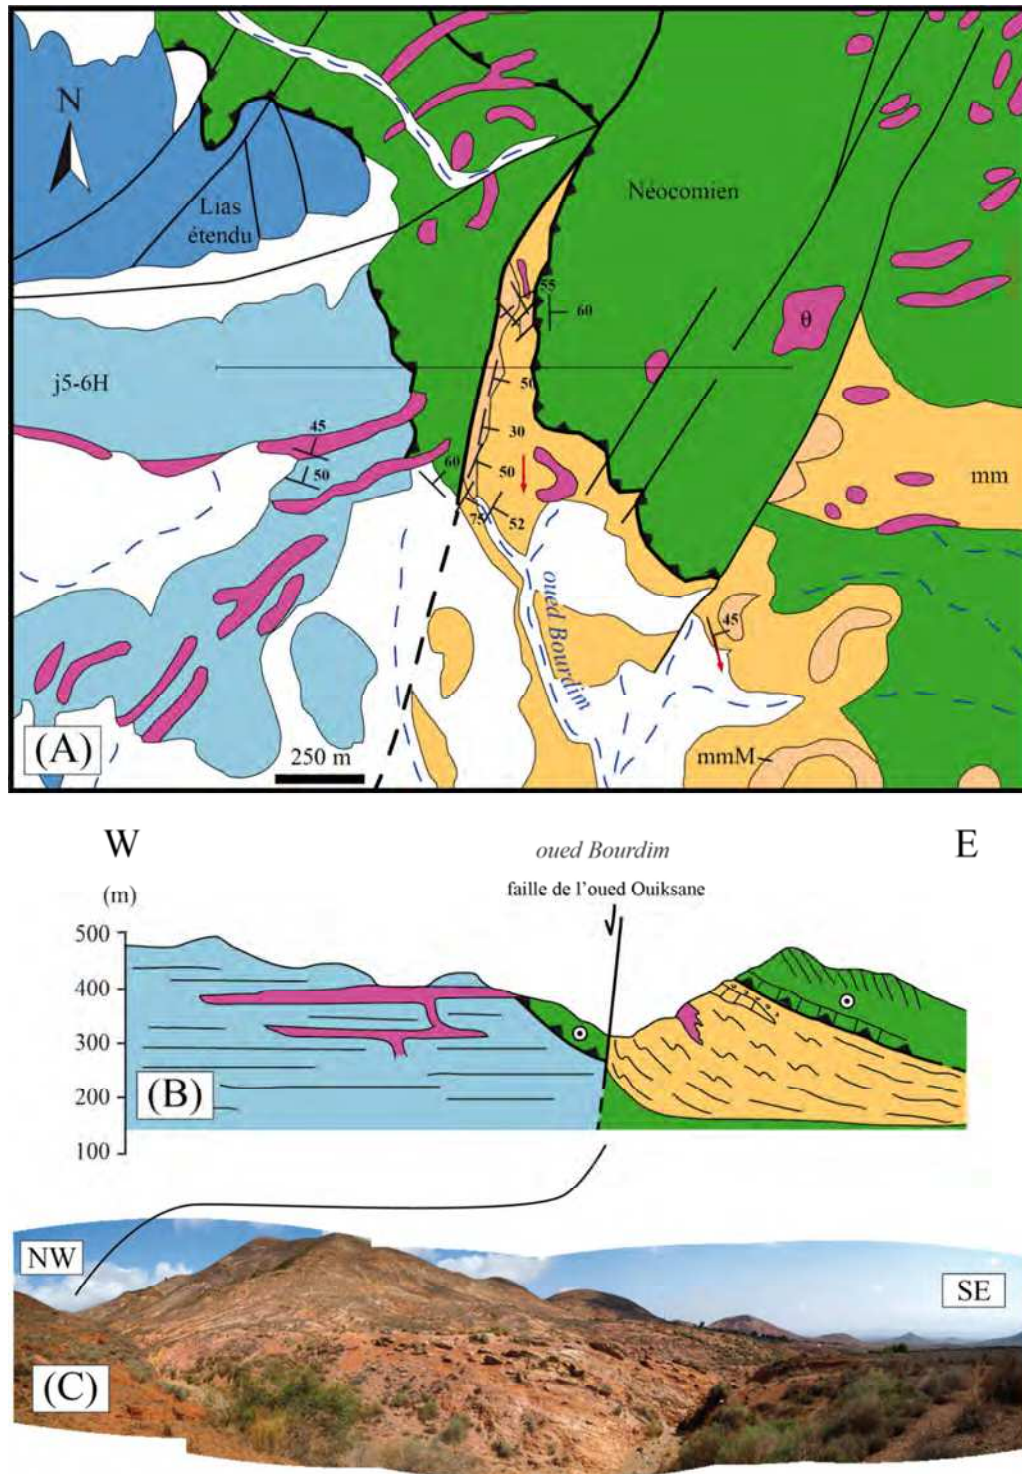 N
Lias
étendu
Néocomien
θ
j5-6H
mm
55
60
50
45
30
50
60
50
75
52
oued Bourdim
45
(A)
250 m
mmM
W
oued Bourdim
E
(m)
faille de l'oued Ouiksane
500
400
300
200
100
(B)
NW
SE
(C)